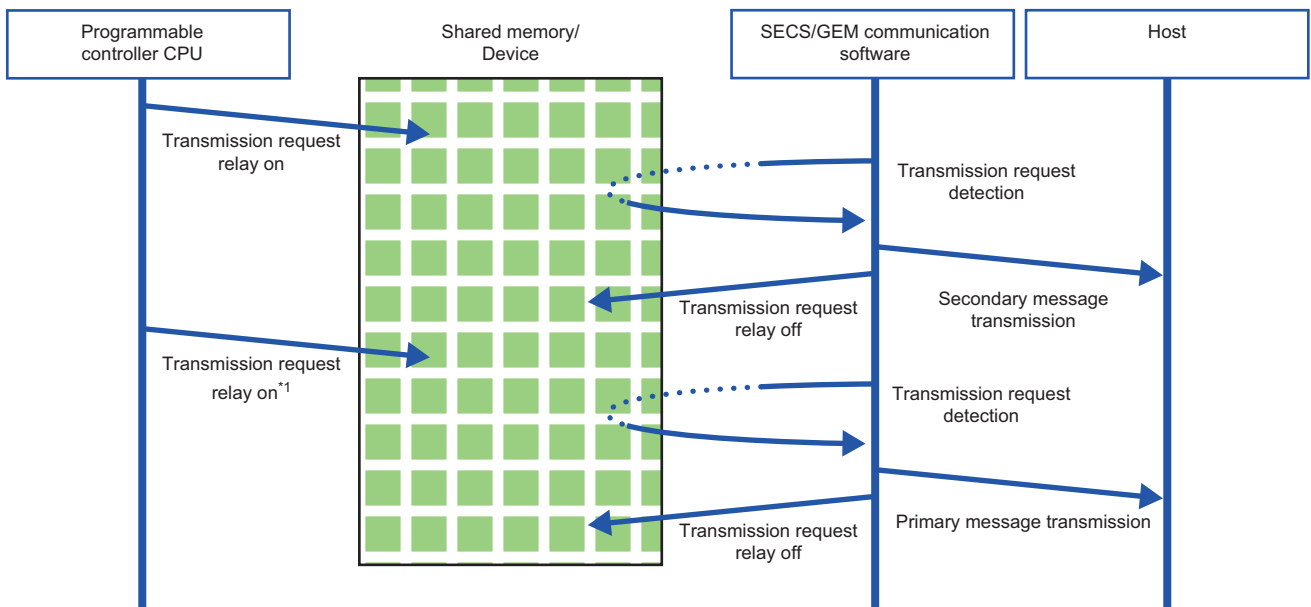 Programmable
controller CPU
Shared memory/
Device
SECS/GEM communication
software
Host
Transmission request
relay on
Transmission request
detection
Transmission request
relay off
Secondary message
transmission
Transmission request
relay on*1
Transmission request
detection
Transmission request
relay off
Primary message transmission